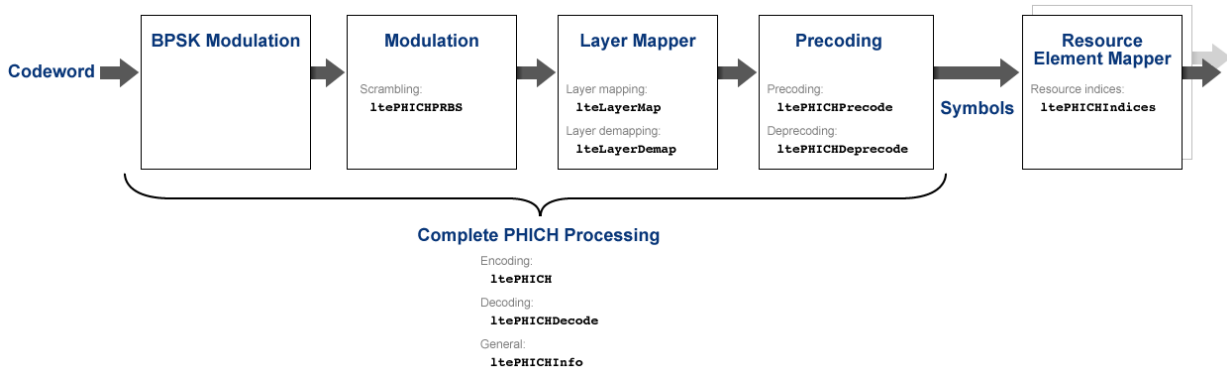 Codeword
BPSK Modulation
Modulation
Scrambling:
ltePHICHPRBS
Layer Mapper
Layer mapping:
lteLayerMap
Layer demapping:
lteLayerDemap
Precoding
Precoding:
ltePHICHPrecode
Deprecoding:
ltePHICHDeprecode
Symbols
Resource
Element Mapper
Resource indices:
ltePHICHIndices
Complete PHICH Processing
Encoding:
ltePHICH
Decoding:
ltePHICHDecode
General:
ltePHICHInfo